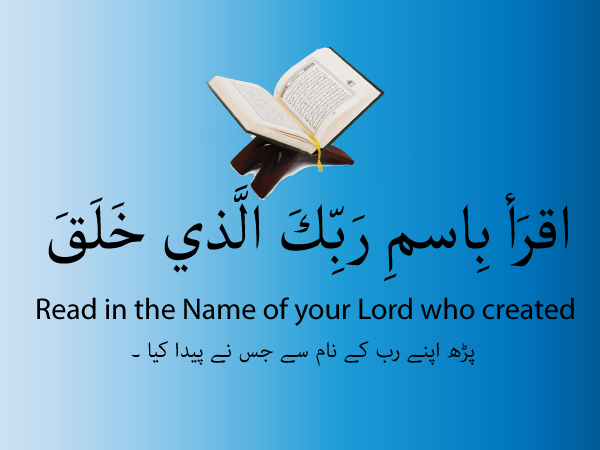 اقرَأ بِاسمِ رَبِّكَ الَّذي خَلَقَ
Read in the Name of your Lord who created
پڑھ اپنے رب کے نام سے جس نے پیدا کیا ۔